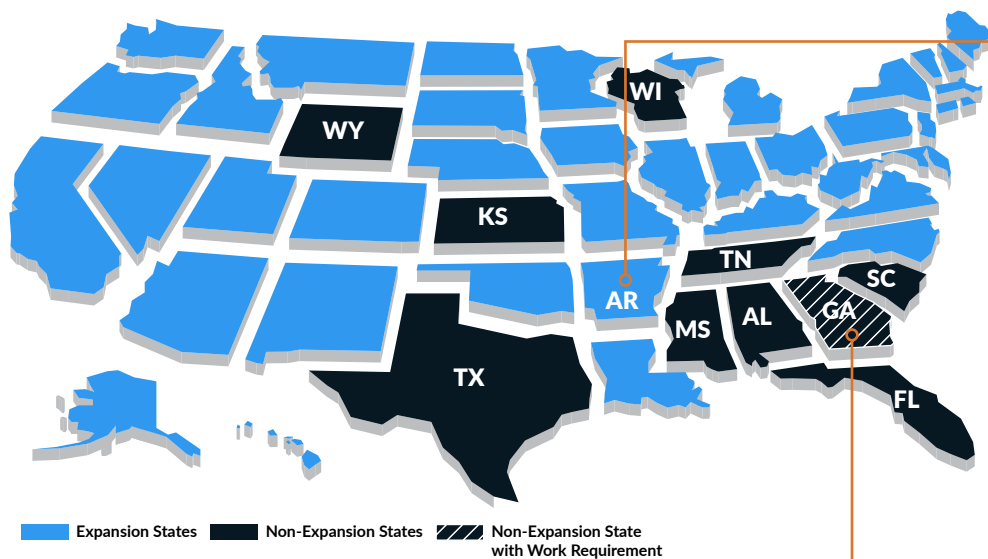 WI
WY
KS
TN
SC
AR
GA
MS
AL
TX
FL
Expansion States
Non-Expansion States
Non-Expansion State
with Work Requirement